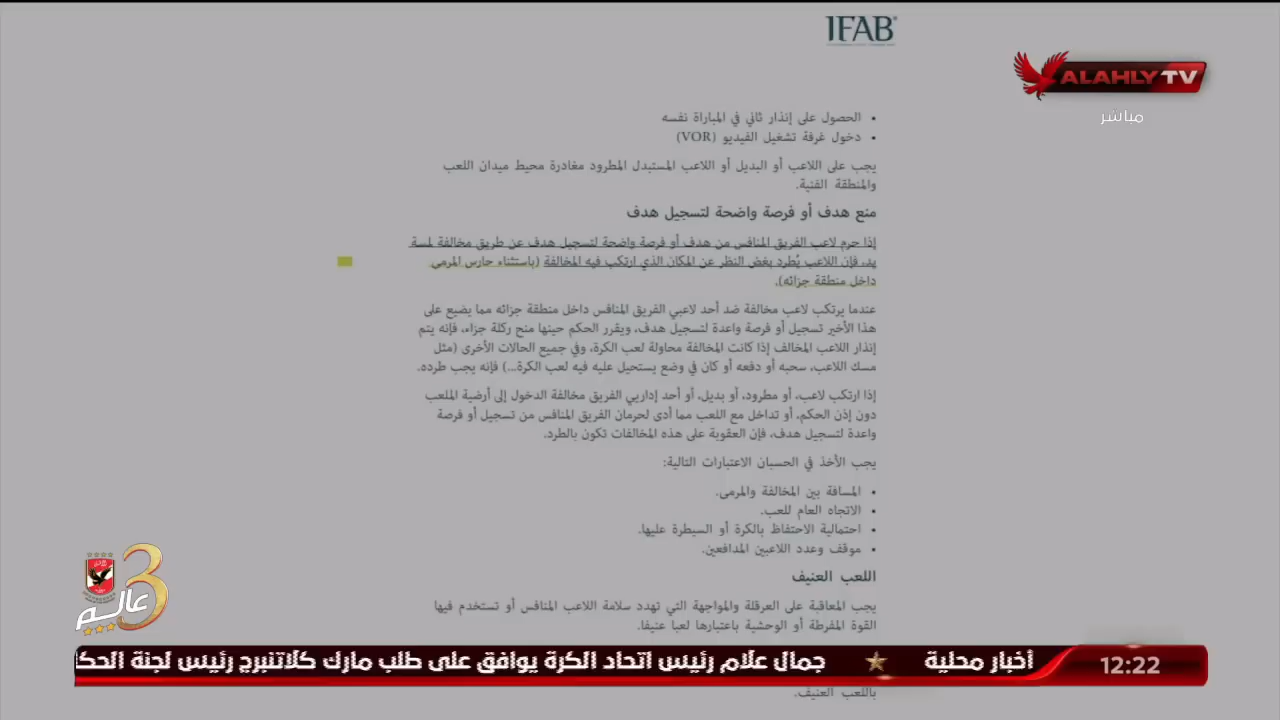 IFAB
ALAHLY TV
مباشر
• الحصول على إنذار ثاني في المباراة نفسه
• دخول غرفة تشغيل الفيديو (VOR)
يجب على اللاعب أو البديل أو اللاعب المستبدل المطرود مغادرة محيط ميدان اللعب
والمنطقة الفنية.
منع هدف أو فرصة واضحة لتسجيل هدف
إذا حرم لاعب الفريق المنافس من هدف أو فرصة واضحة لتسجيل هدف عن طريق مخالفة لمسة
يد، فإن اللاعب يُطرد بغض النظر عن المكان الذي ارتكب فيه المخالفة (باستثناء حارس المرمى
داخل منطقة جزائه).
عندما يرتكب لاعب مخالفة ضد أحد لاعبي الفريق المنافس داخل منطقة جزائه مما يضيع على
هذا الأخير تسجيل أو فرصة واعدة لتسجيل هدف، ويقرر الحكم حينها منح ركلة جزاء، فإنه يتم
إنذار اللاعب المخالف إذا كانت المخالفة محاولة لعب الكرة، وفي جميع الحالات الأخرى (مثل
مسك اللاعب، سحبه أو دفعه أو كان في وضع يستحيل عليه فيه لعب الكرة...) فإنه يجب طرده.
إذا ارتكب لاعب، أو مطرود، أو بديل، أو أحد إداريي الفريق مخالفة الدخول إلى أرضية الملعب
دون إذن الحكم، أو تداخل مع اللعب مما أدى لحرمان الفريق المنافس من تسجيل أو فرصة
واعدة لتسجيل هدف، فإن العقوبة على هذه المخالفات تكون بالطرد.
يجب الأخذ في الحسبان الاعتبارات التالية:
• المسافة بين المخالفة والمرمى.
• الاتجاه العام للعب.
• احتمالية الاحتفاظ بالكرة أو السيطرة عليها.
• موقف وعدد اللاعبين المدافعين.
اللعب العنيف
يجب المعاقبة على العرقلة والمواجهة التي تهدد سلامة اللاعب المنافس أو تستخدم فيها
القوة المفرطة أو الوحشية باعتبارها لعبا عنيفا.
3 عالم
أخبار محلية ★ جمال علام رئيس اتحاد الكرة يوافق على طلب مارك كلاتنبرج رئيس لجنة الحكا
12:22
باللعب العنيف.